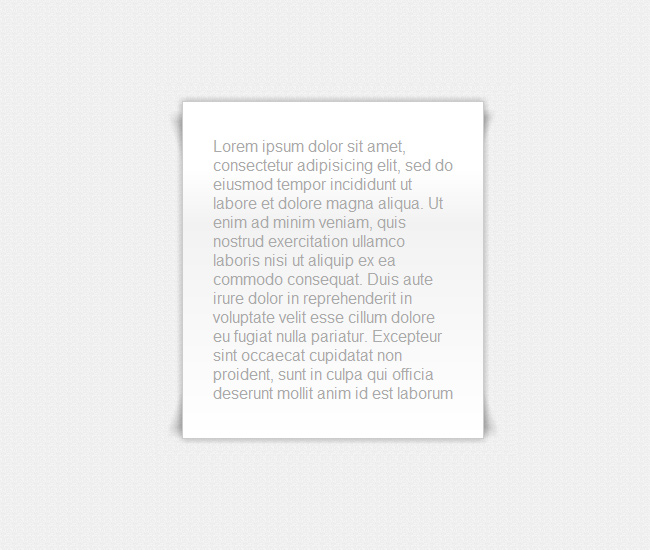 Lorem ipsum dolor sit amet,
consectetur adipisicing elit, sed do
eiusmod tempor incididunt ut
labore et dolore magna aliqua. Ut
enim ad minim veniam, quis
nostrud exercitation ullamco
laboris nisi ut aliquip ex ea
commodo consequat. Duis aute
irure dolor in reprehenderit in
voluptate velit esse cillum dolore
eu fugiat nulla pariatur. Excepteur
sint occaecat cupidatat non
proident, sunt in culpa qui officia
deserunt mollit anim id est laborum